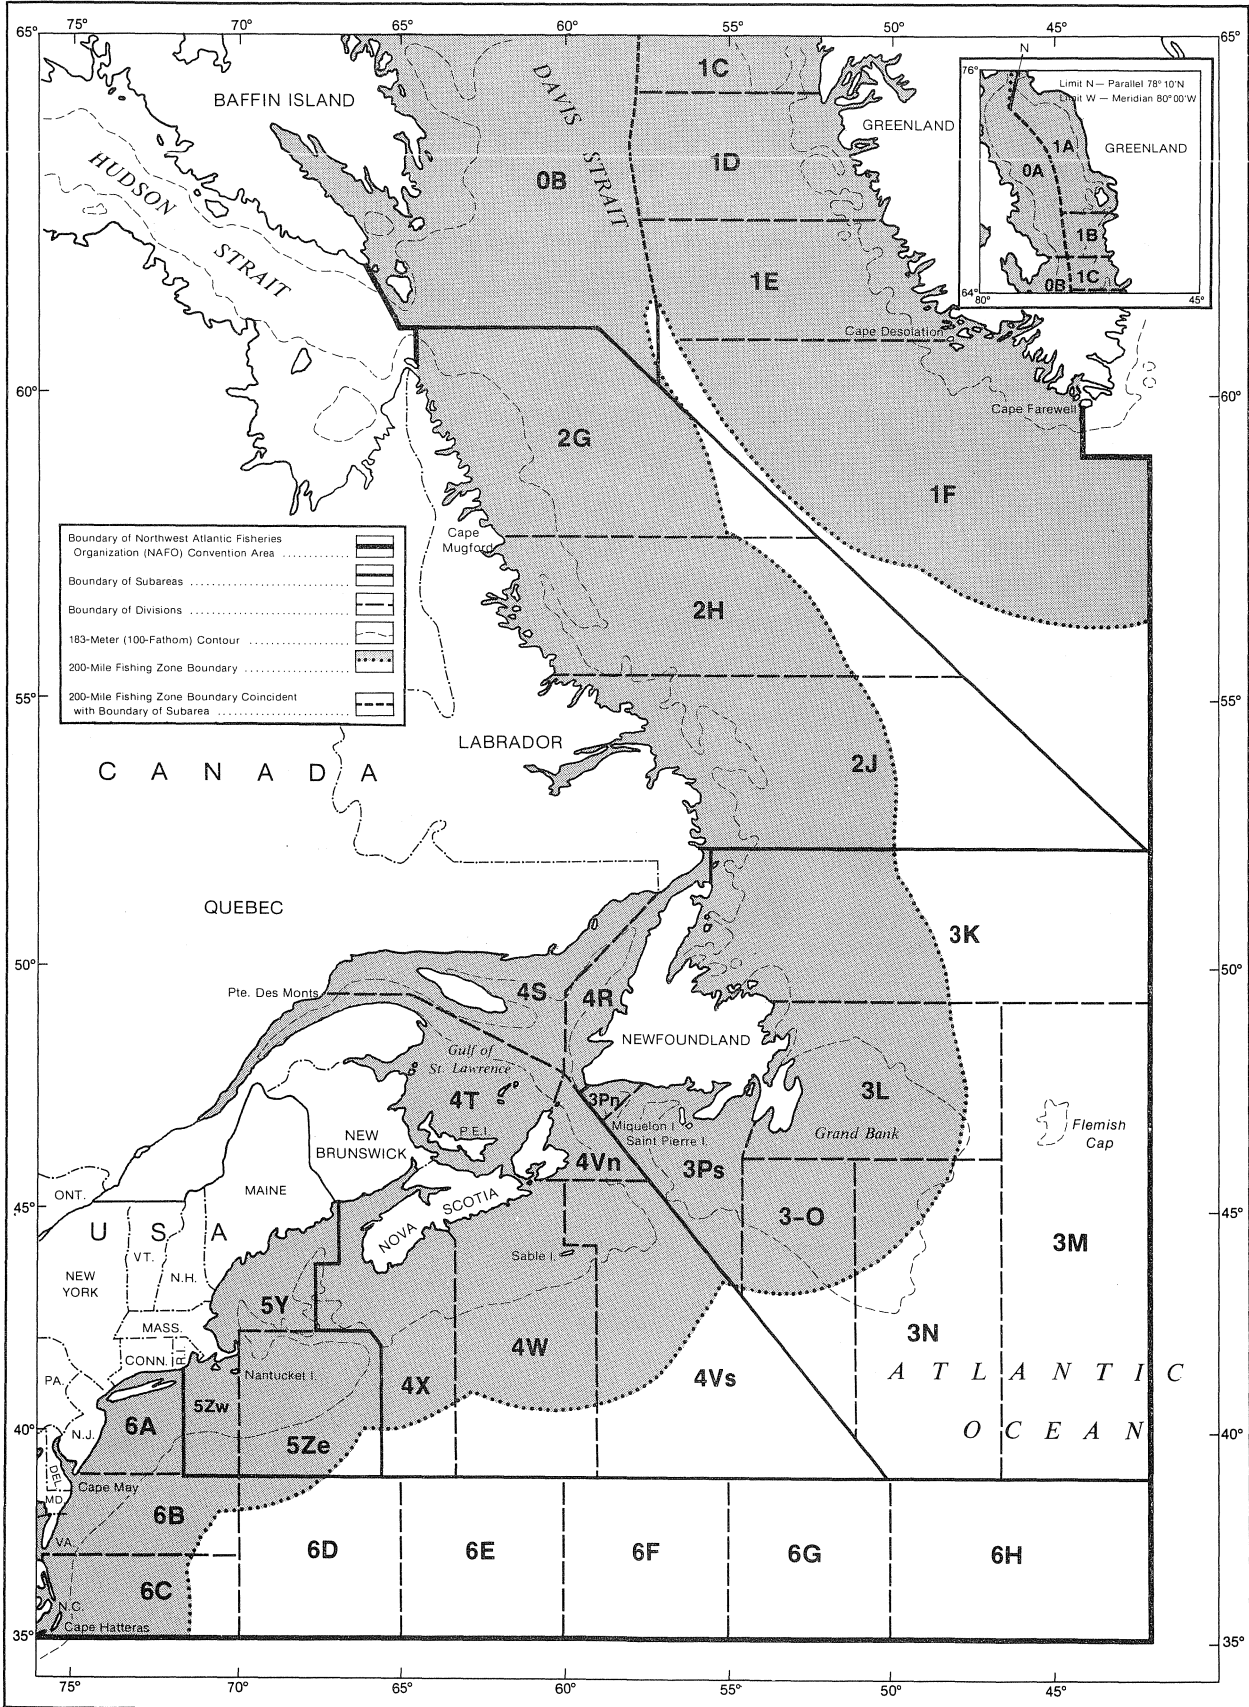 75° 70° 65° 60° 55° 50° 45°
65° 65°
BAFFIN ISLAND
DAVIS
STRAIT
1C
GREENLAND
HUDSON
STRAIT
0B
1D
1E
Cape Desolation
N
76°
Limit N — Parallel 78° 10'N
Limit W — Meridian 80° 00'W
1A
GREENLAND
0A
1B
1C
0B
64°
80° 45°
60° 60°
Cape Farewell
2G
1F
Cape
Mugford
Boundary of Northwest Atlantic Fisheries
Organization (NAFO) Convention Area
Boundary of Subareas
Boundary of Divisions
183-Meter (100-Fathom) Contour
200-Mile Fishing Zone Boundary
200-Mile Fishing Zone Boundary Coincident
with Boundary of Subarea
2H
55° 55°
LABRADOR
CANADA
2J
QUEBEC
3K
50° 50°
Pte. Des Monts
4S
4R
NEWFOUNDLAND
Gulf of
St. Lawrence
4T
3Pn
3L
P.E.I.
Miquelon I.
Saint Pierre I.
Grand Bank
Flemish
Cap
NEW
BRUNSWICK
4Vn
3Ps
ONT.
MAINE
NOVA SCOTIA
45° 45°
U S A
3-O
3M
VT.
Sable I.
NEW
YORK
N.H.
5Y
MASS.
4W
3N
CONN.
R.I.
Nantucket I.
4X
4Vs
ATLANTIC
OCEAN
PA.
5Zw
6A
N.J.
5Ze
40° 40°
DEL.
MD.
Cape May
6B
VA.
6D
6E
6F
6G
6H
6C
N.C.
Cape Hatteras
35° 35°
75° 70° 65° 60° 55° 50° 45°